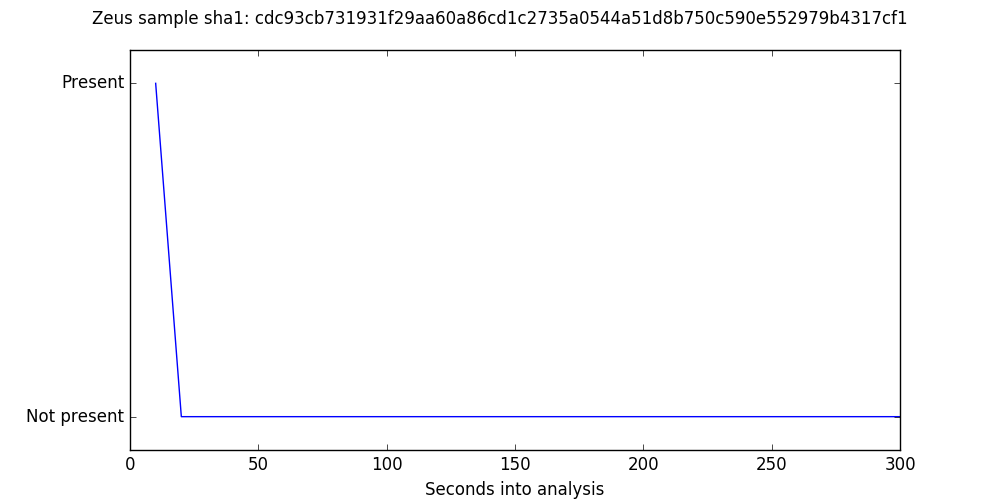 Zeus sample sha1: cdc93cb731931f29aa60a86cd1c2735a0544a51d8b750c590e552979b4317cf1
Present
Not present
0 50 100 150 200 250 300
Seconds into analysis